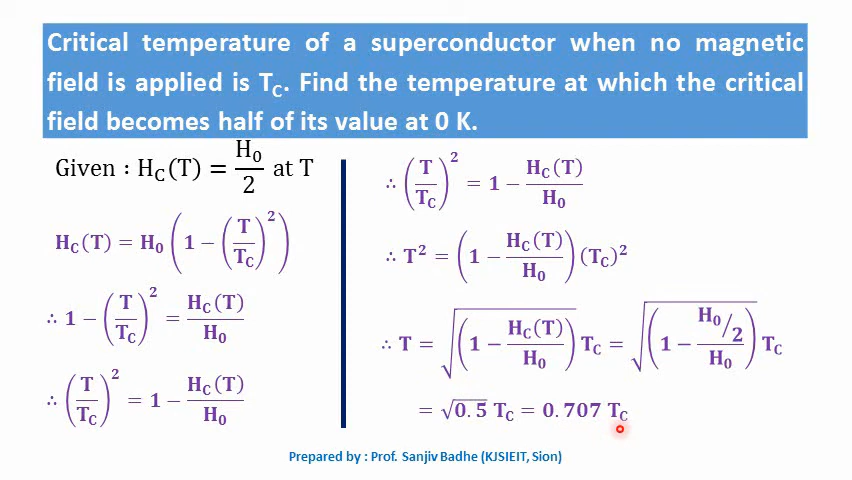 Critical temperature of a superconductor when no magnetic
field is applied is T_C. Find the temperature at which the critical
field becomes half of its value at 0 K.
Given : H_C(T) = H_0/2 at T
H_C(T) = H_0 (1 − (T/T_C)^2)
∴ 1 − (T/T_C)^2 = H_C(T)/H_0
∴ (T/T_C)^2 = 1 − H_C(T)/H_0
∴ (T/T_C)^2 = 1 − H_C(T)/H_0
∴ T^2 = (1 − H_C(T)/H_0) (T_C)^2
∴ T = √(1 − H_C(T)/H_0) T_C = √(1 − (H_0/2)/H_0) T_C
= √0.5 T_C = 0.707 T_C
Prepared by : Prof. Sanjiv Badhe (KJSIEIT, Sion)